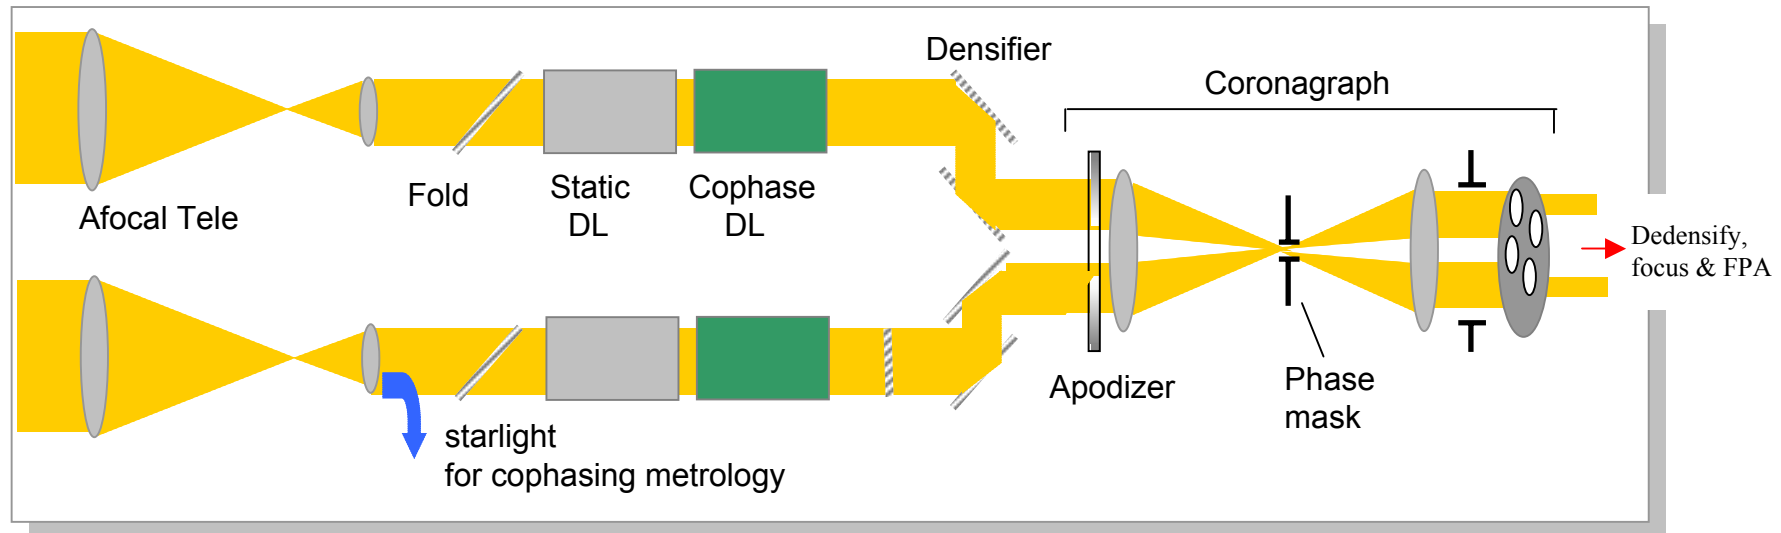 Densifier
Coronagraph
Afocal Tele
Fold
Static
DL
Cophase
DL
Dedensify,
focus & FPA
Apodizer
Phase
mask
starlight
for cophasing metrology